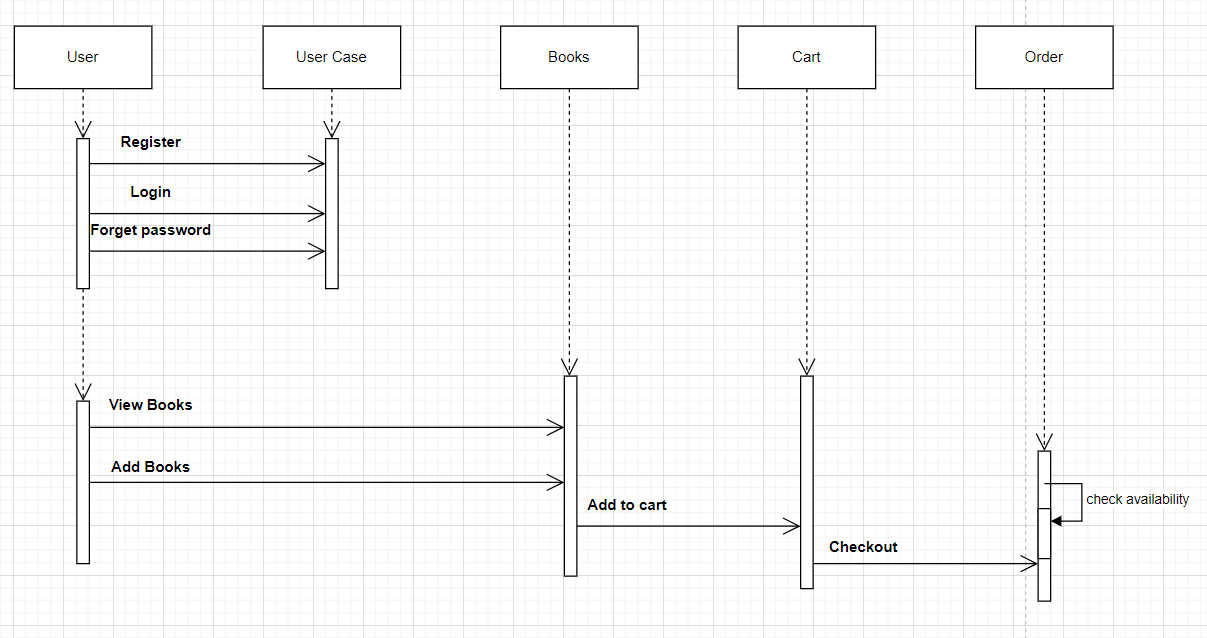 User
User Case
Books
Cart
Order
Register
Login
Forget password
View Books
Add Books
check availability
Add to cart
Checkout